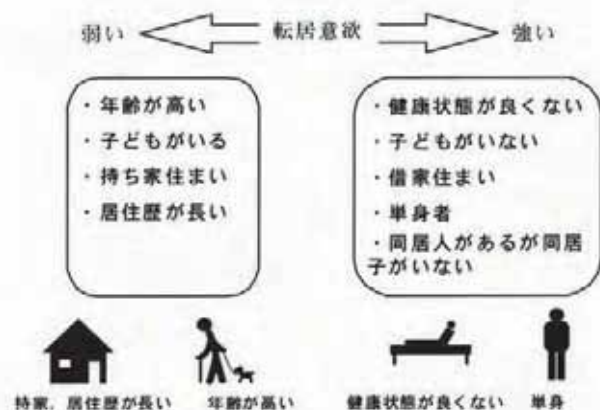 弱い 転居意欲 強い
・年齢が高い
・子どもがいる
・持ち家住まい
・居住歴が長い
・健康状態が良くない
・子どもがいない
・借家住まい
・単身者
・同居人があるが同居
子がいない
持家，居住歴が長い 年齢が高い 健康状態が良くない 単身